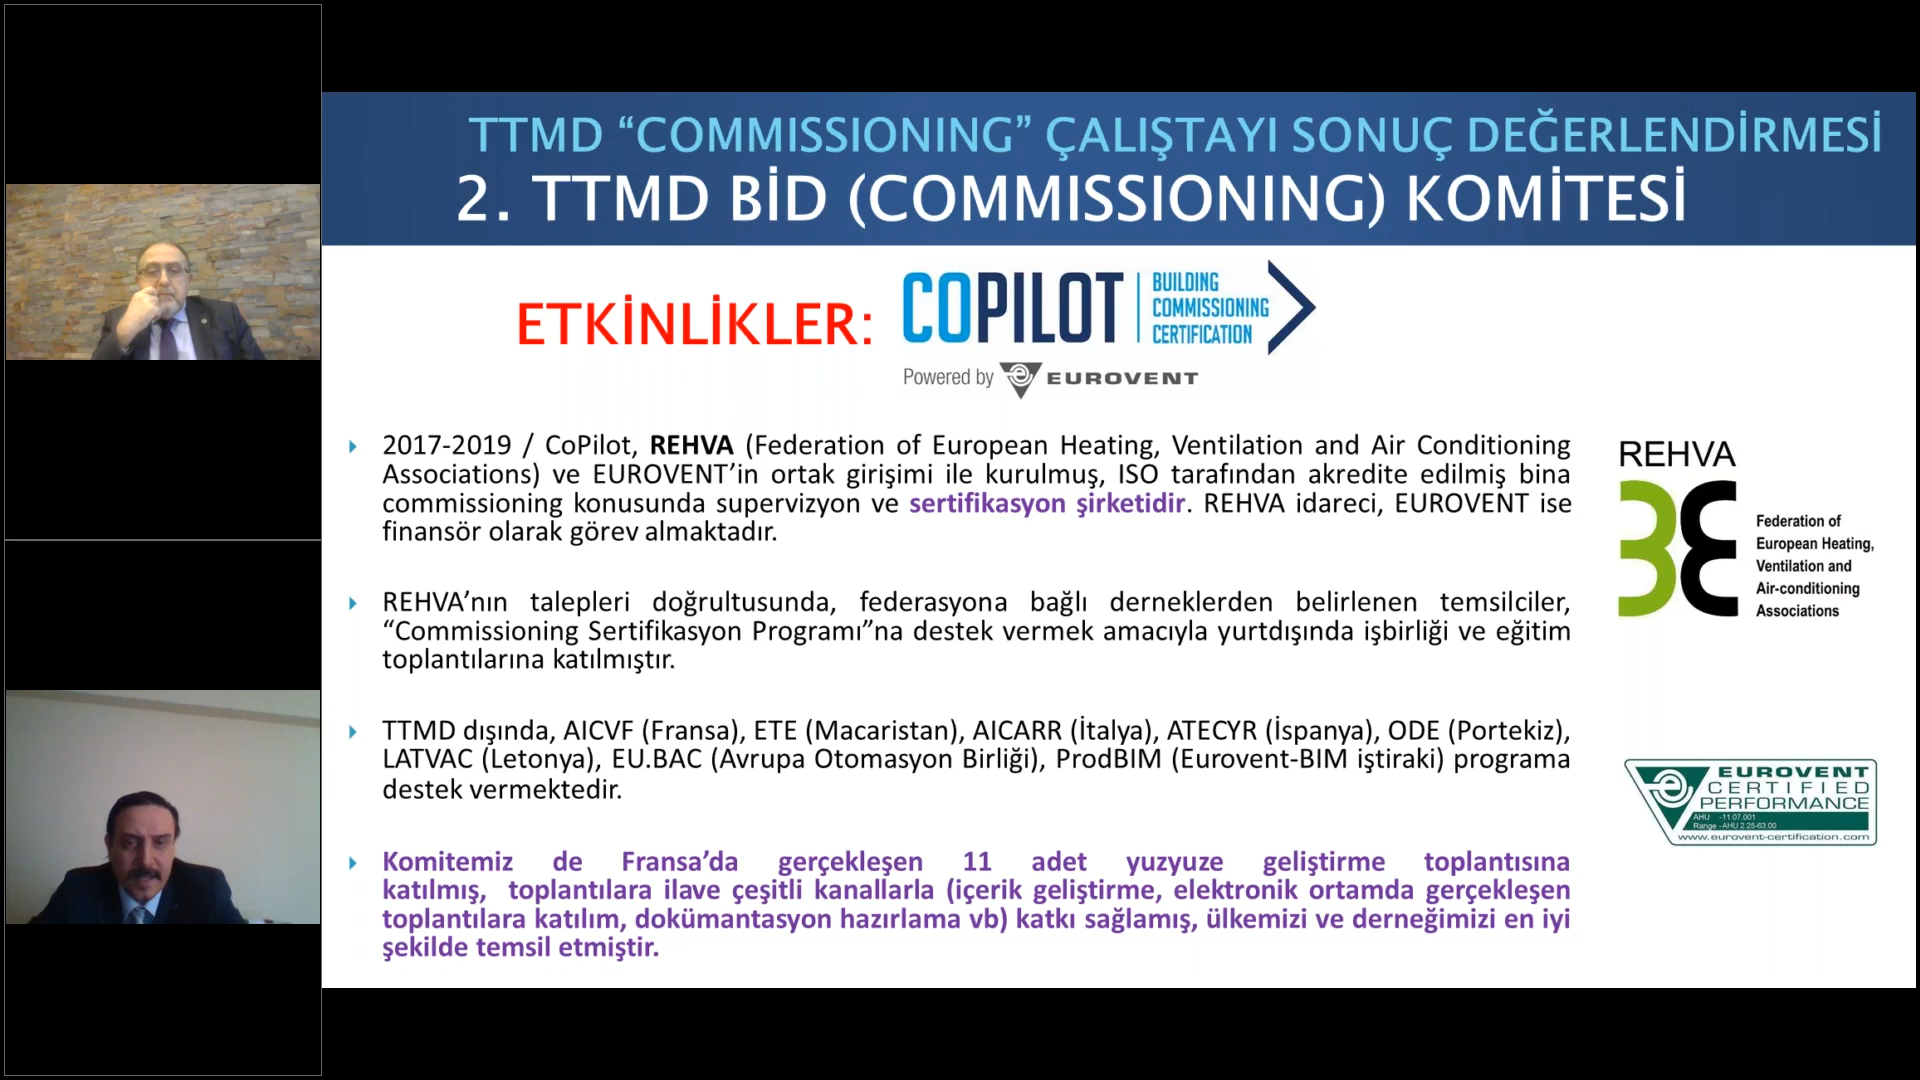 TTMD “COMMISSIONING” ÇALIŞTAYI SONUÇ DEĞERLENDİRMESİ
2. TTMD BİD (COMMISSIONING) KOMİTESİ
ETKİNLİKLER:
COPILOT
BUILDING
COMMISSIONING
CERTIFICATION
Powered by EUROVENT
2017-2019 / CoPilot, REHVA (Federation of European Heating, Ventilation and Air Conditioning
Associations) ve EUROVENT’in ortak girişimi ile kurulmuş, ISO tarafından akredite edilmiş bina
commissioning konusunda supervizyon ve sertifikasyon şirketidir. REHVA idareci, EUROVENT ise
finansör olarak görev almaktadır.
REHVA’nın talepleri doğrultusunda, federasyona bağlı derneklerden belirlenen temsilciler,
“Commissioning Sertifikasyon Programı”na destek vermek amacıyla yurtdışında işbirliği ve eğitim
toplantılarına katılmıştır.
TTMD dışında, AICVF (Fransa), ETE (Macaristan), AICARR (İtalya), ATECYR (İspanya), ODE (Portekiz),
LATVAC (Letonya), EU.BAC (Avrupa Otomasyon Birliği), ProdBIM (Eurovent-BIM iştiraki) programa
destek vermektedir.
Komitemiz de Fransa’da gerçekleşen 11 adet yuzyuze geliştirme toplantısına
katılmış, toplantılara ilave çeşitli kanallarla (içerik geliştirme, elektronik ortamda gerçekleşen
toplantılara katılım, dokümantasyon hazırlama vb) katkı sağlamış, ülkemizi ve derneğimizi en iyi
şekilde temsil etmiştir.
REHVA
Federation of
European Heating,
Ventilation and
Air-conditioning
Associations
EUROVENT
CERTIFIED
PERFORMANCE
AHU -11.07.001
Range -AHU 2.25-63.00
www.eurovent-certification.com